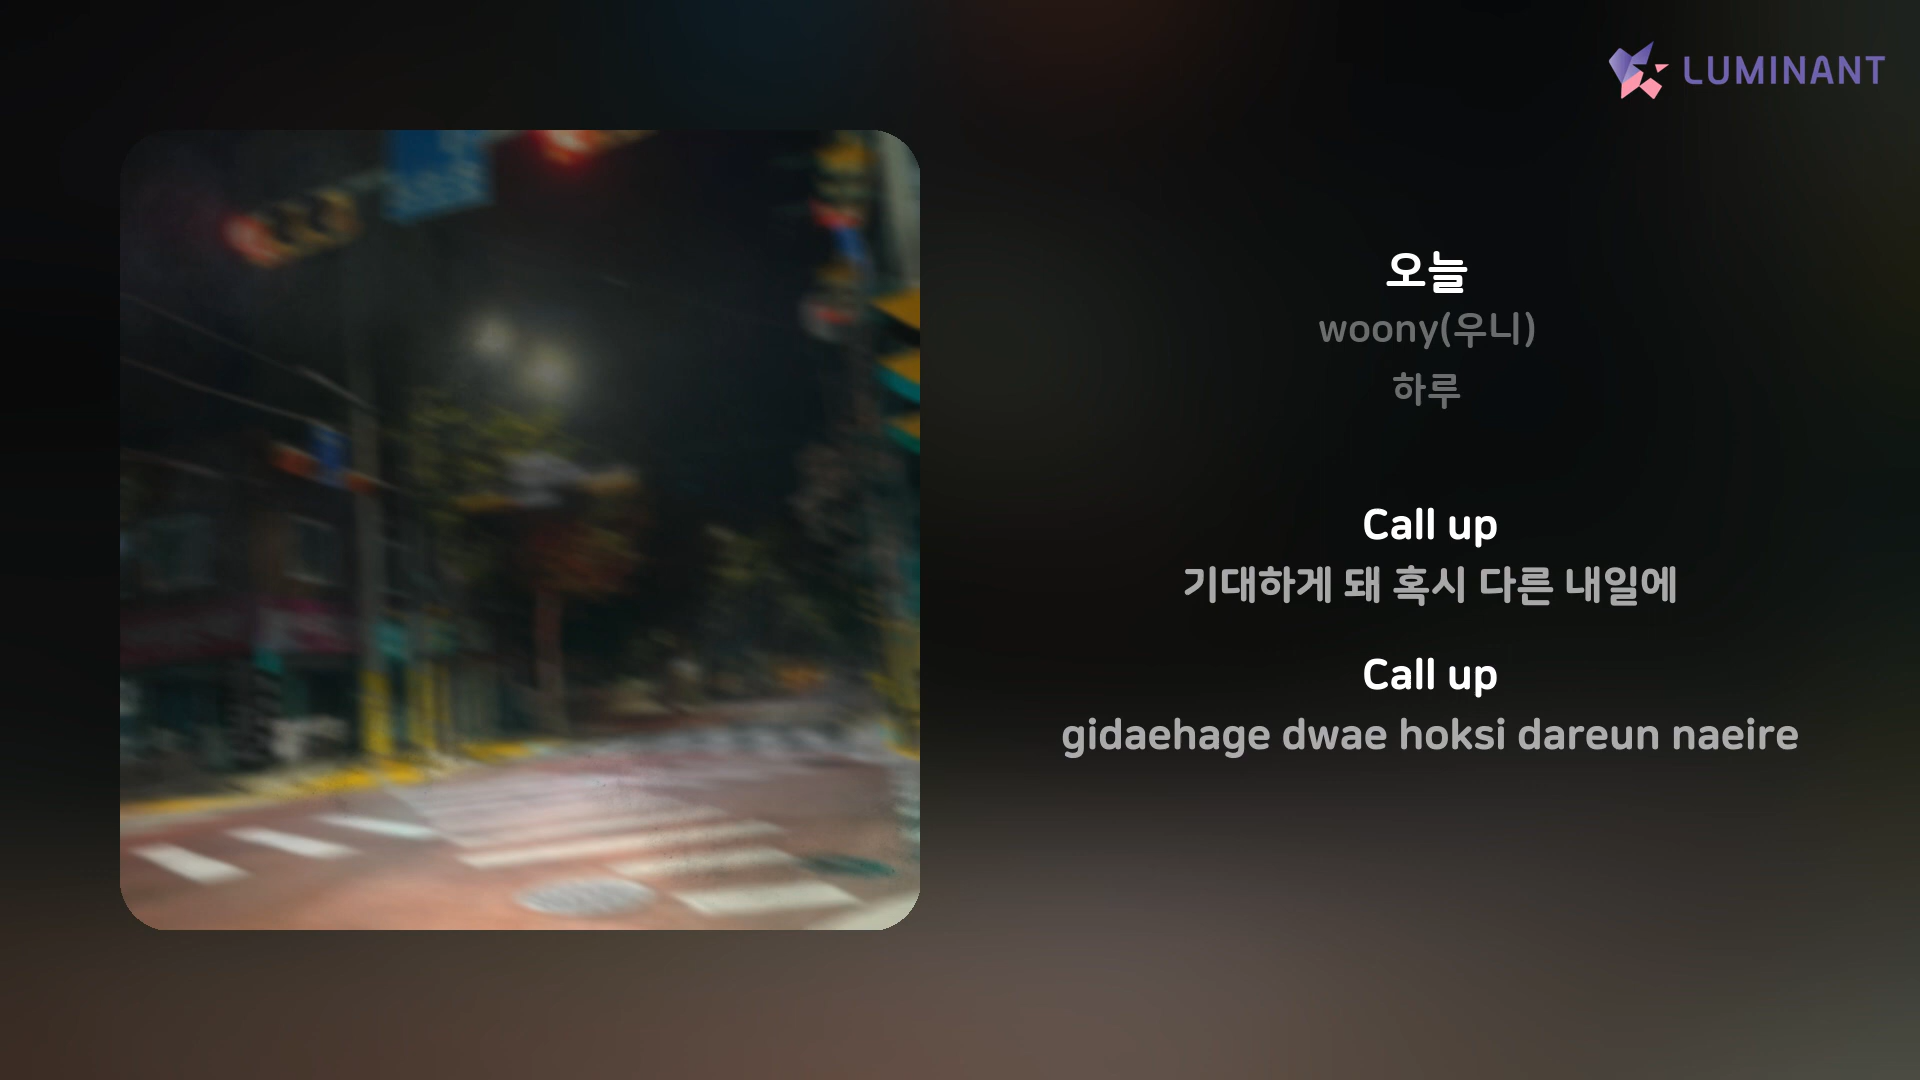 LUMINANT
오늘
woony(우니)
하루
Call up
기대하게 돼 혹시 다른 내일에
Call up
gidaehage dwae hoksi dareun naeire